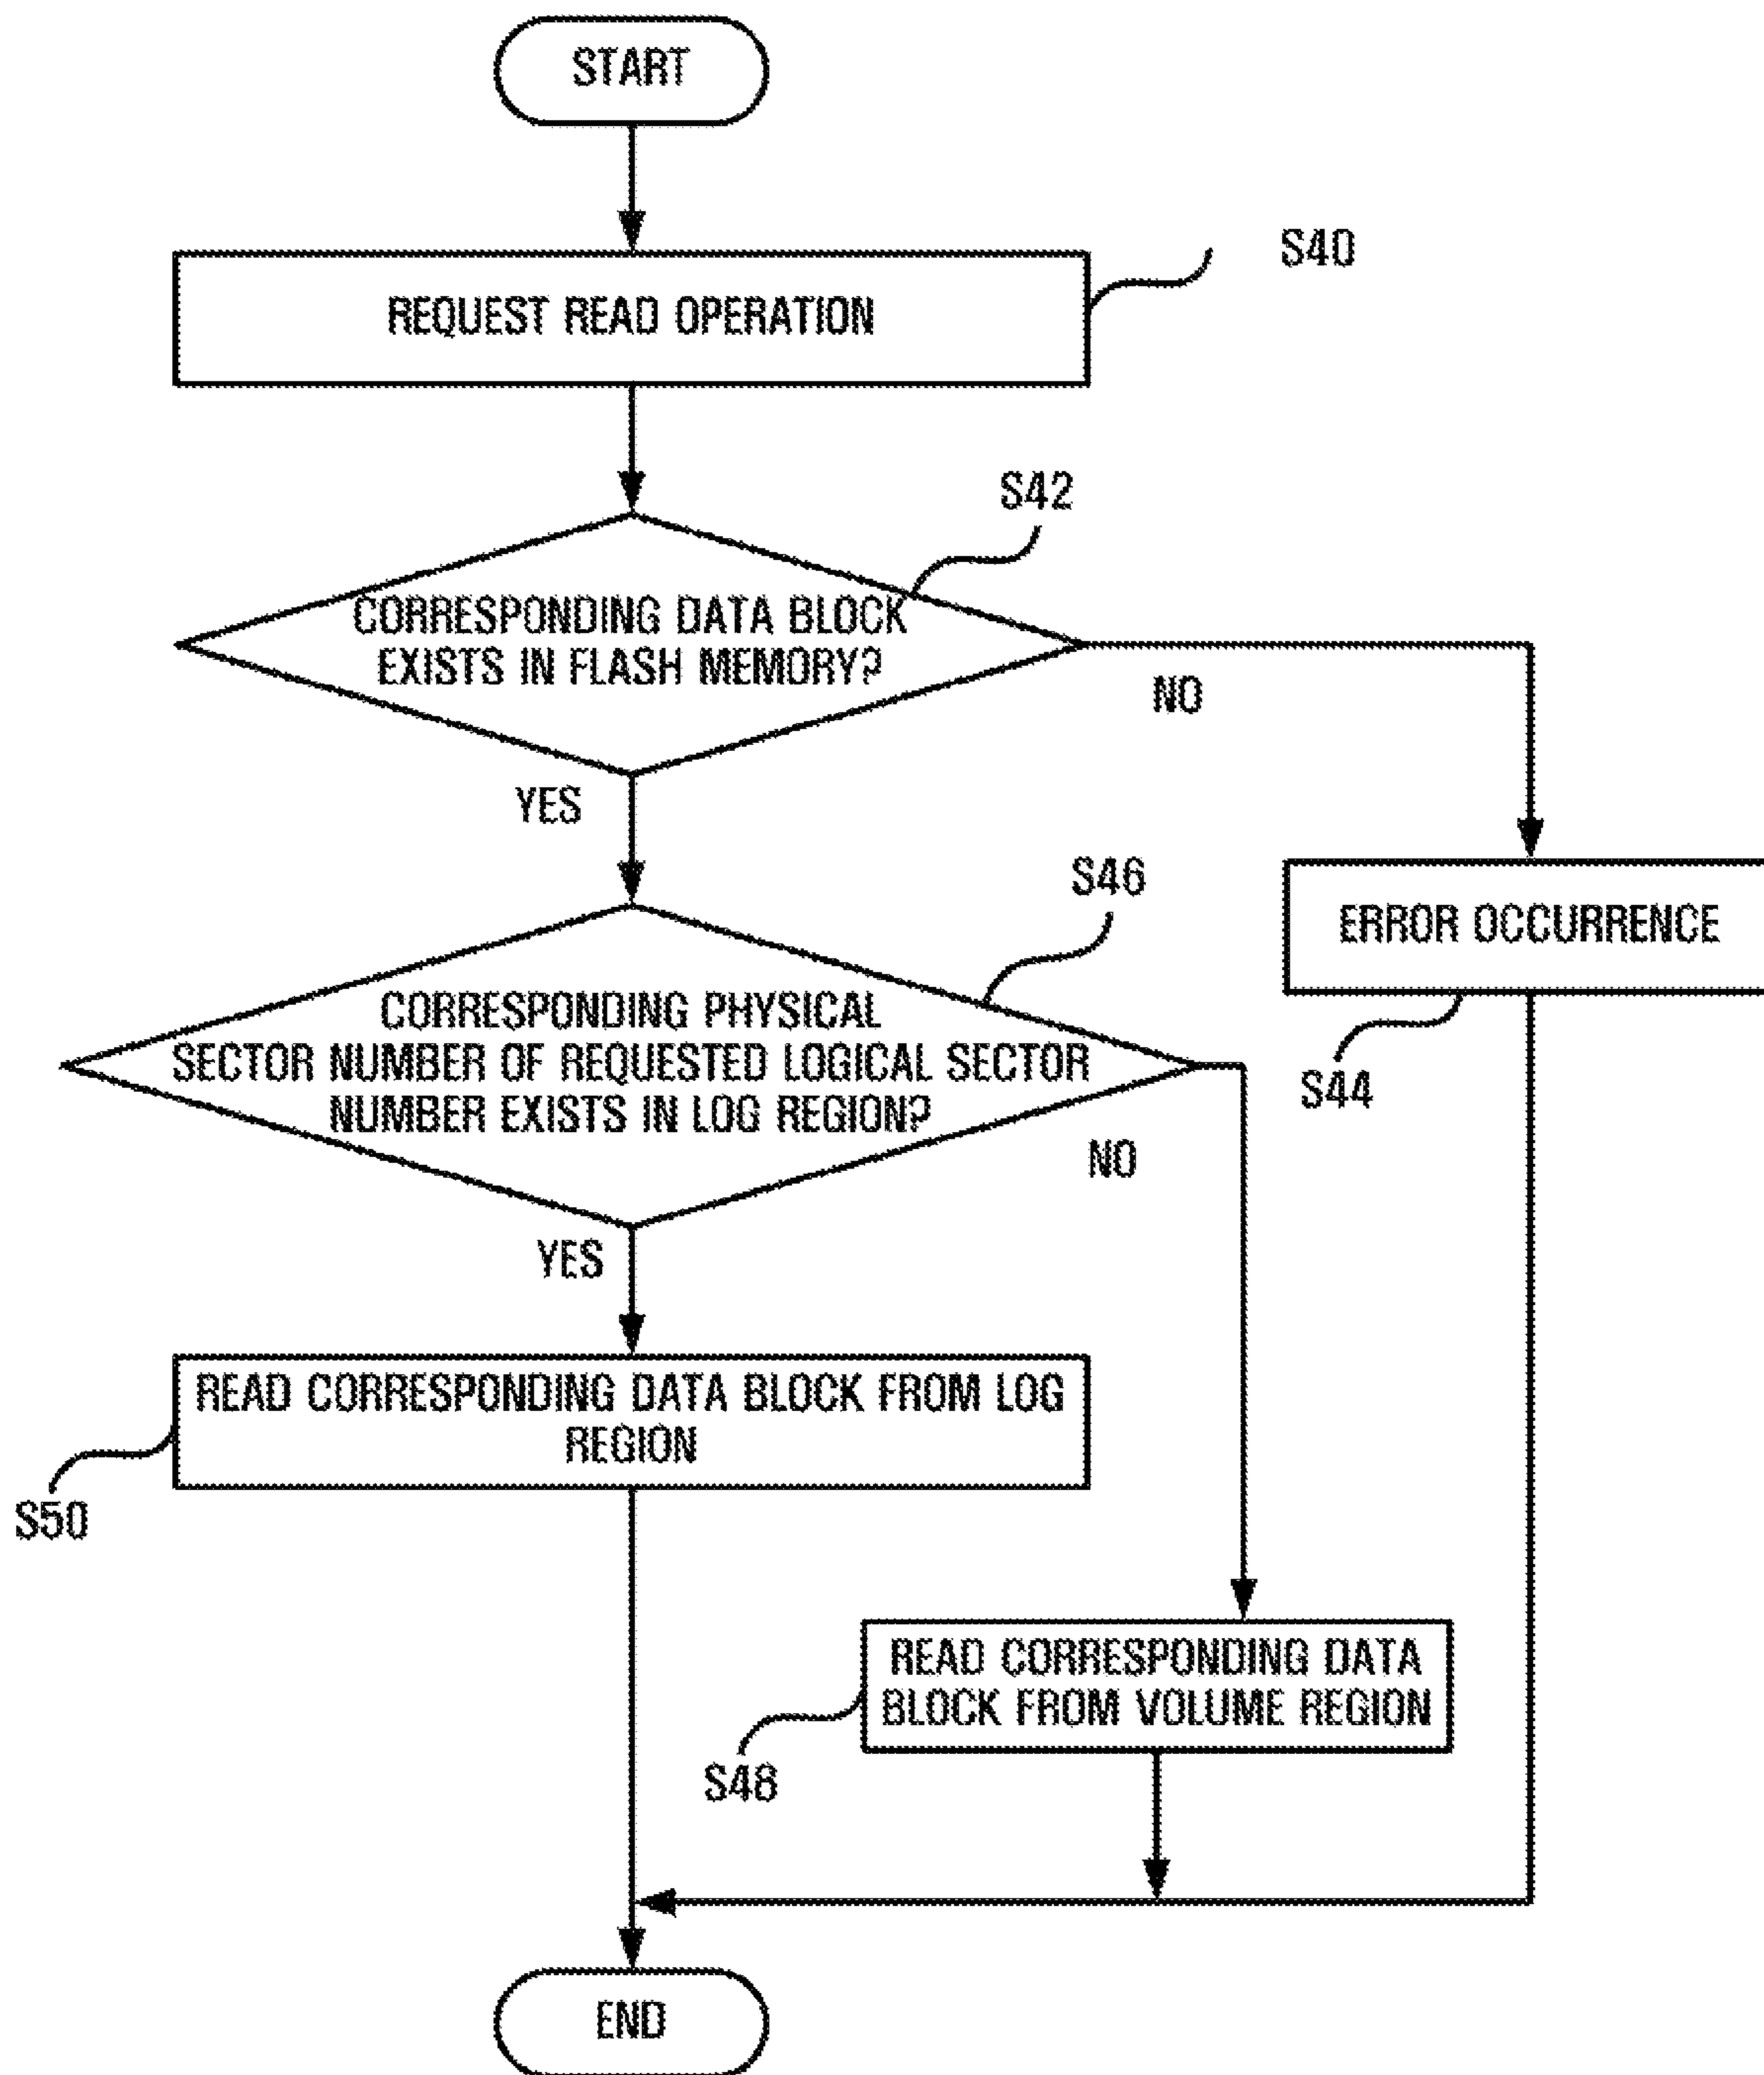 START
S40
REQUEST READ OPERATION
S42
CORRESPONDING DATA BLOCK
EXISTS IN FLASH MEMORY?
NO
YES
S46
ERROR OCCURRENCE
S44
CORRESPONDING PHYSICAL
SECTOR NUMBER OF REQUESTED LOGICAL SECTOR
NUMBER EXISTS IN LOG REGION?
NO
YES
READ CORRESPONDING DATA BLOCK FROM LOG
REGION
S50
READ CORRESPONDING DATA
BLOCK FROM VOLUME REGION
S48
END